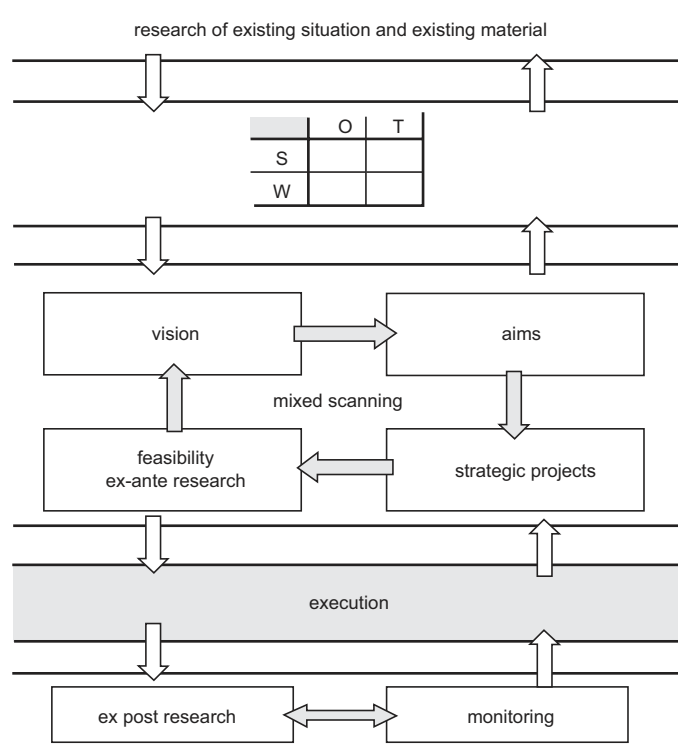 research of existing situation and existing material
O T
S
W
vision
aims
mixed scanning
feasibility
ex-ante research
strategic projects
execution
ex post research
monitoring